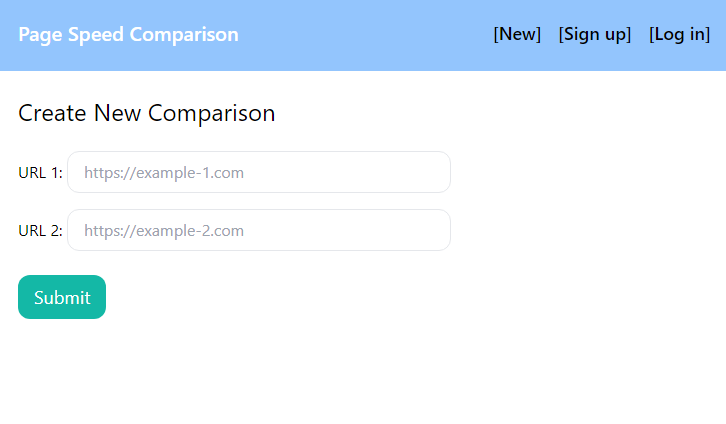 Page Speed Comparison [New] [Sign up] [Log in]
Create New Comparison
URL 1: https://example-1.com
URL 2: https://example-2.com
Submit